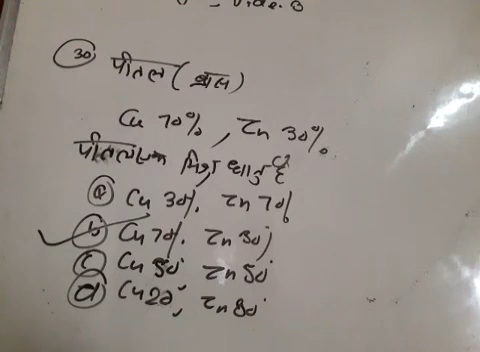 30 पीतल (ब्रास)
Cu 70%, Zn 30%
पीतल एक मिश्र धातु है
a Cu 30%. Zn 70%
b Cu 70%. Zn 30%
c Cu 50% Zn 50%
d Cu 20%, Zn 80%